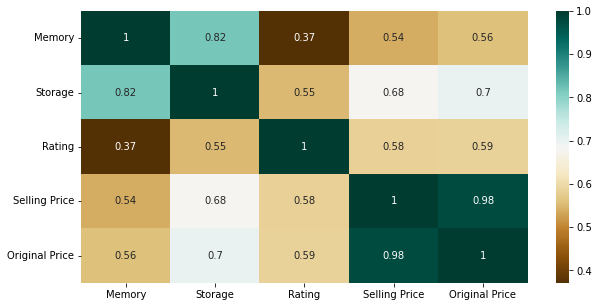 Memory 1 0.82 0.37 0.54 0.56
Storage 0.82 1 0.55 0.68 0.7
Rating 0.37 0.55 1 0.58 0.59
Selling Price 0.54 0.68 0.58 1 0.98
Original Price 0.56 0.7 0.59 0.98 1
Memory Storage Rating Selling Price Original Price
1.0
0.9
0.8
0.7
0.6
0.5
0.4